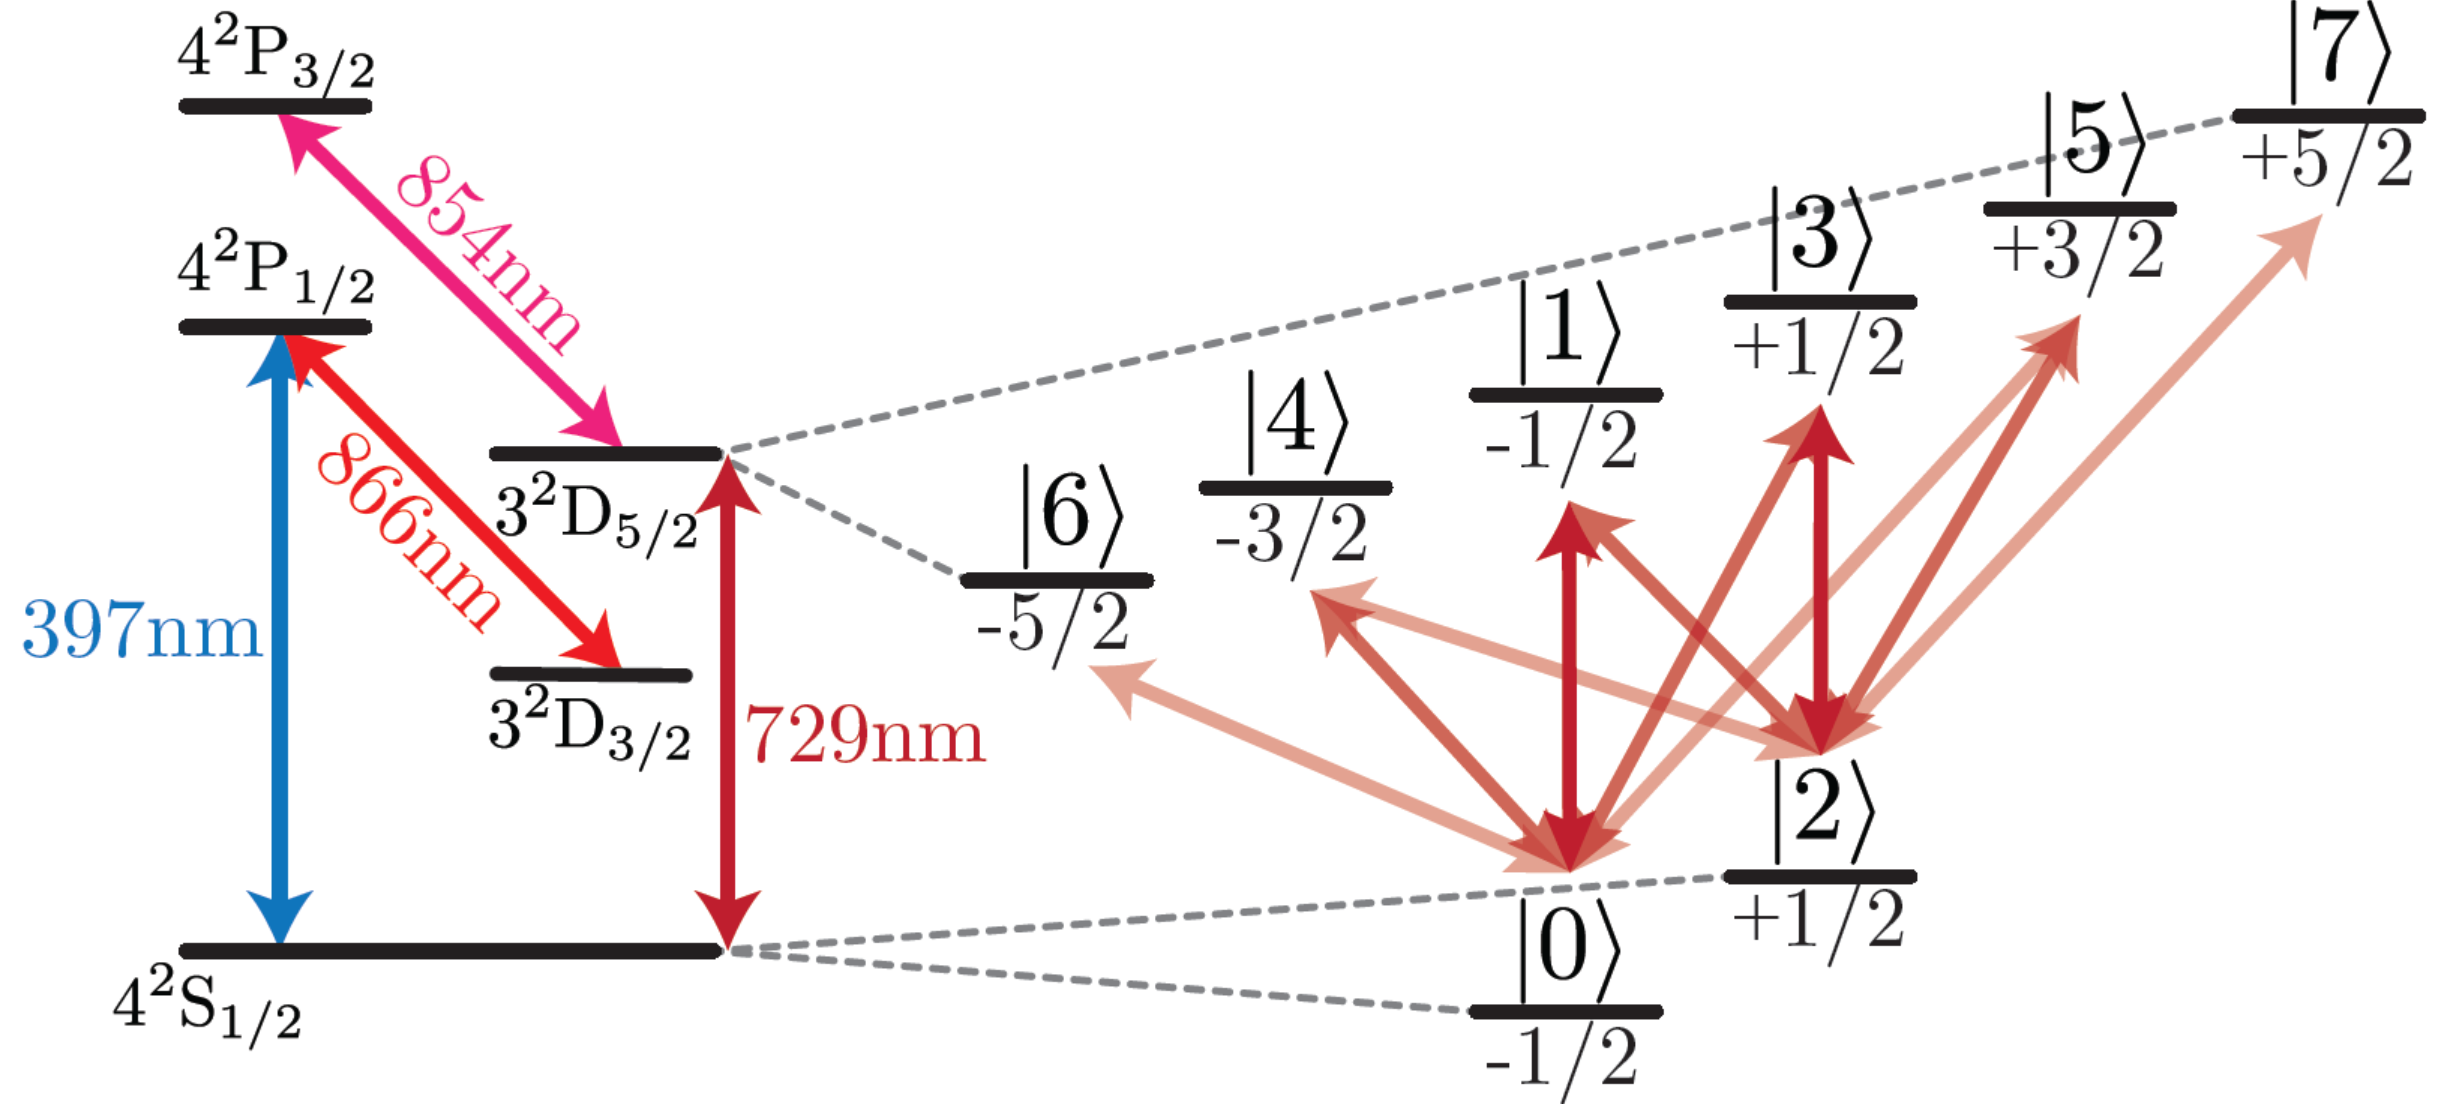 4²P₃/₂
854nm
4²P₁/₂
866nm
397nm
3²D₅/₂
3²D₃/₂
729nm
4²S₁/₂
|6⟩
-5/2
|4⟩
-3/2
|1⟩
-1/2
|3⟩
+1/2
|5⟩
+3/2
|7⟩
+5/2
|0⟩
-1/2
|2⟩
+1/2